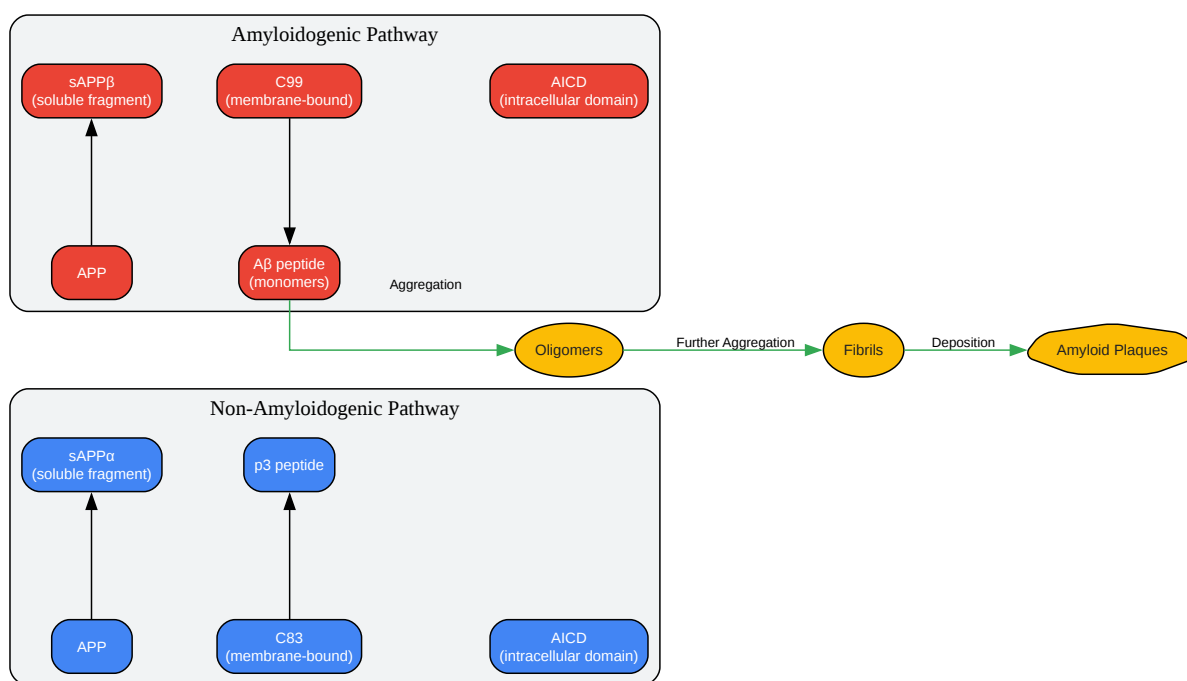 Amyloidogenic Pathway
sAPPβ
(soluble fragment)
C99
(membrane-bound)
AICD
(intracellular domain)
APP
Aβ peptide
(monomers)
Aggregation
Oligomers
Further Aggregation
Fibrils
Deposition
Amyloid Plaques
Non-Amyloidogenic Pathway
sAPPα
(soluble fragment)
p3 peptide
APP
C83
(membrane-bound)
AICD
(intracellular domain)